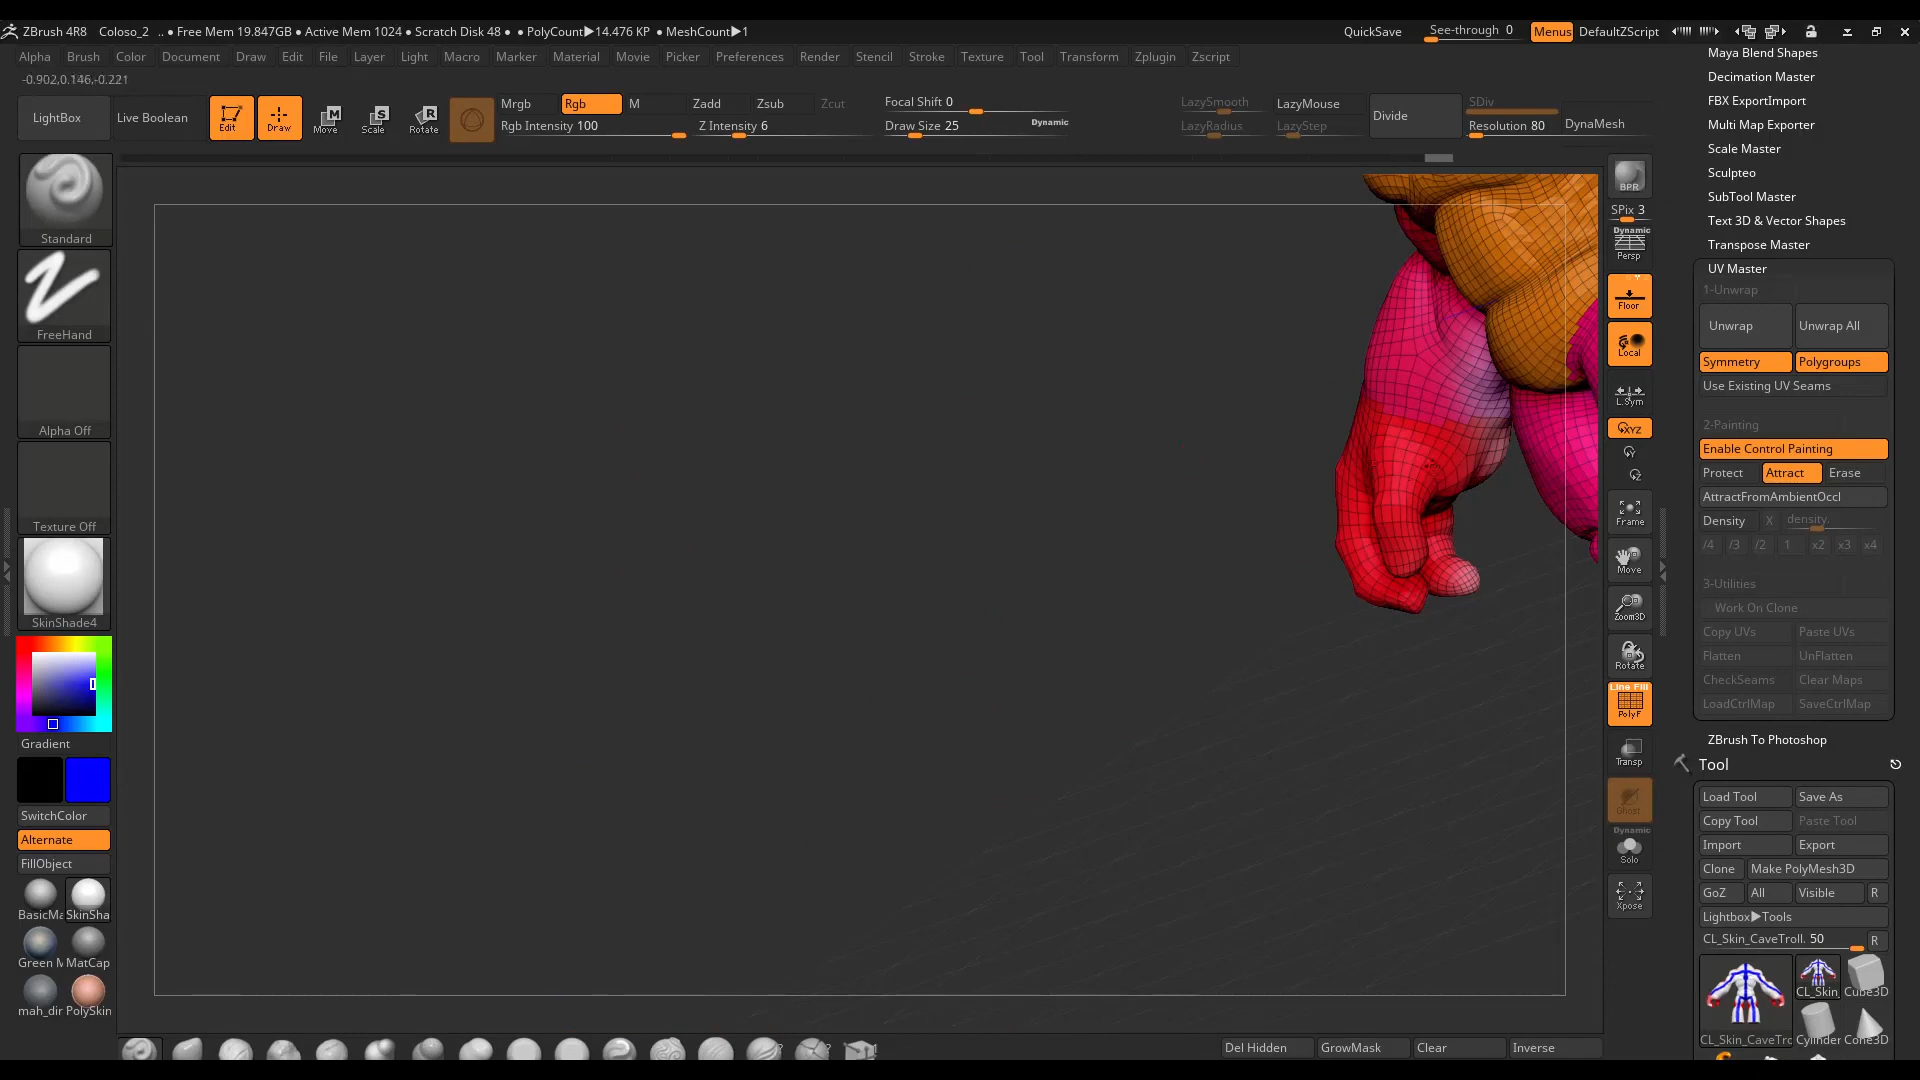 ZBrush 4R8 Coloso_2 .. • Free Mem 19.847GB • Active Mem 1024 • Scratch Disk 48 • • PolyCount▶14.476 KP • MeshCount▶1 QuickSave See-through 0 Menus DefaultZScript
Alpha Brush Color Document Draw Edit File Layer Light Macro Marker Material Movie Picker Preferences Render Stencil Stroke Texture Tool Transform Zplugin Zscript
-0.902,0.146,-0.221
LightBox Live Boolean Edit Draw Move Scale Rotate
Mrgb Rgb M Zadd Zsub Zcut Focal Shift 0 LazySmooth LazyMouse Divide SDiv
Rgb Intensity 100 Z Intensity 6 Draw Size 25 Dynamic LazyRadius LazyStep Resolution 80 DynaMesh
Standard
FreeHand
Alpha Off
Texture Off
SkinShade4
Gradient
SwitchColor
Alternate
FillObject
BasicMa SkinSha
Green M MatCap
mah_dir PolySkin
BPR
SPix 3
Dynamic
Persp
Floor
Local
L.Sym
XYZ
Y
Z
Frame
Move
Zoom3D
Rotate
Line Fill
PolyF
Transp
Ghost
Dynamic
Solo
Xpose
Del Hidden GrowMask Clear Inverse
Maya Blend Shapes
Decimation Master
FBX ExportImport
Multi Map Exporter
Scale Master
Sculpteo
SubTool Master
Text 3D & Vector Shapes
Transpose Master
UV Master
1-Unwrap
Unwrap Unwrap All
Symmetry Polygroups
Use Existing UV Seams
2-Painting
Enable Control Painting
Protect Attract Erase
AttractFromAmbientOccl
Density X density.
/4 /3 /2 1 x2 x3 x4
3-Utilities
Work On Clone
Copy UVs Paste UVs
Flatten UnFlatten
CheckSeams Clear Maps
LoadCtrlMap SaveCtrlMap
ZBrush To Photoshop
Tool
Load Tool Save As
Copy Tool Paste Tool
Import Export
Clone Make PolyMesh3D
GoZ All Visible R
Lightbox▶Tools
CL_Skin_CaveTroll. 50 R
CL_Skin_ Cube3D
CL_Skin_CaveTrc Cylinder Cone3D